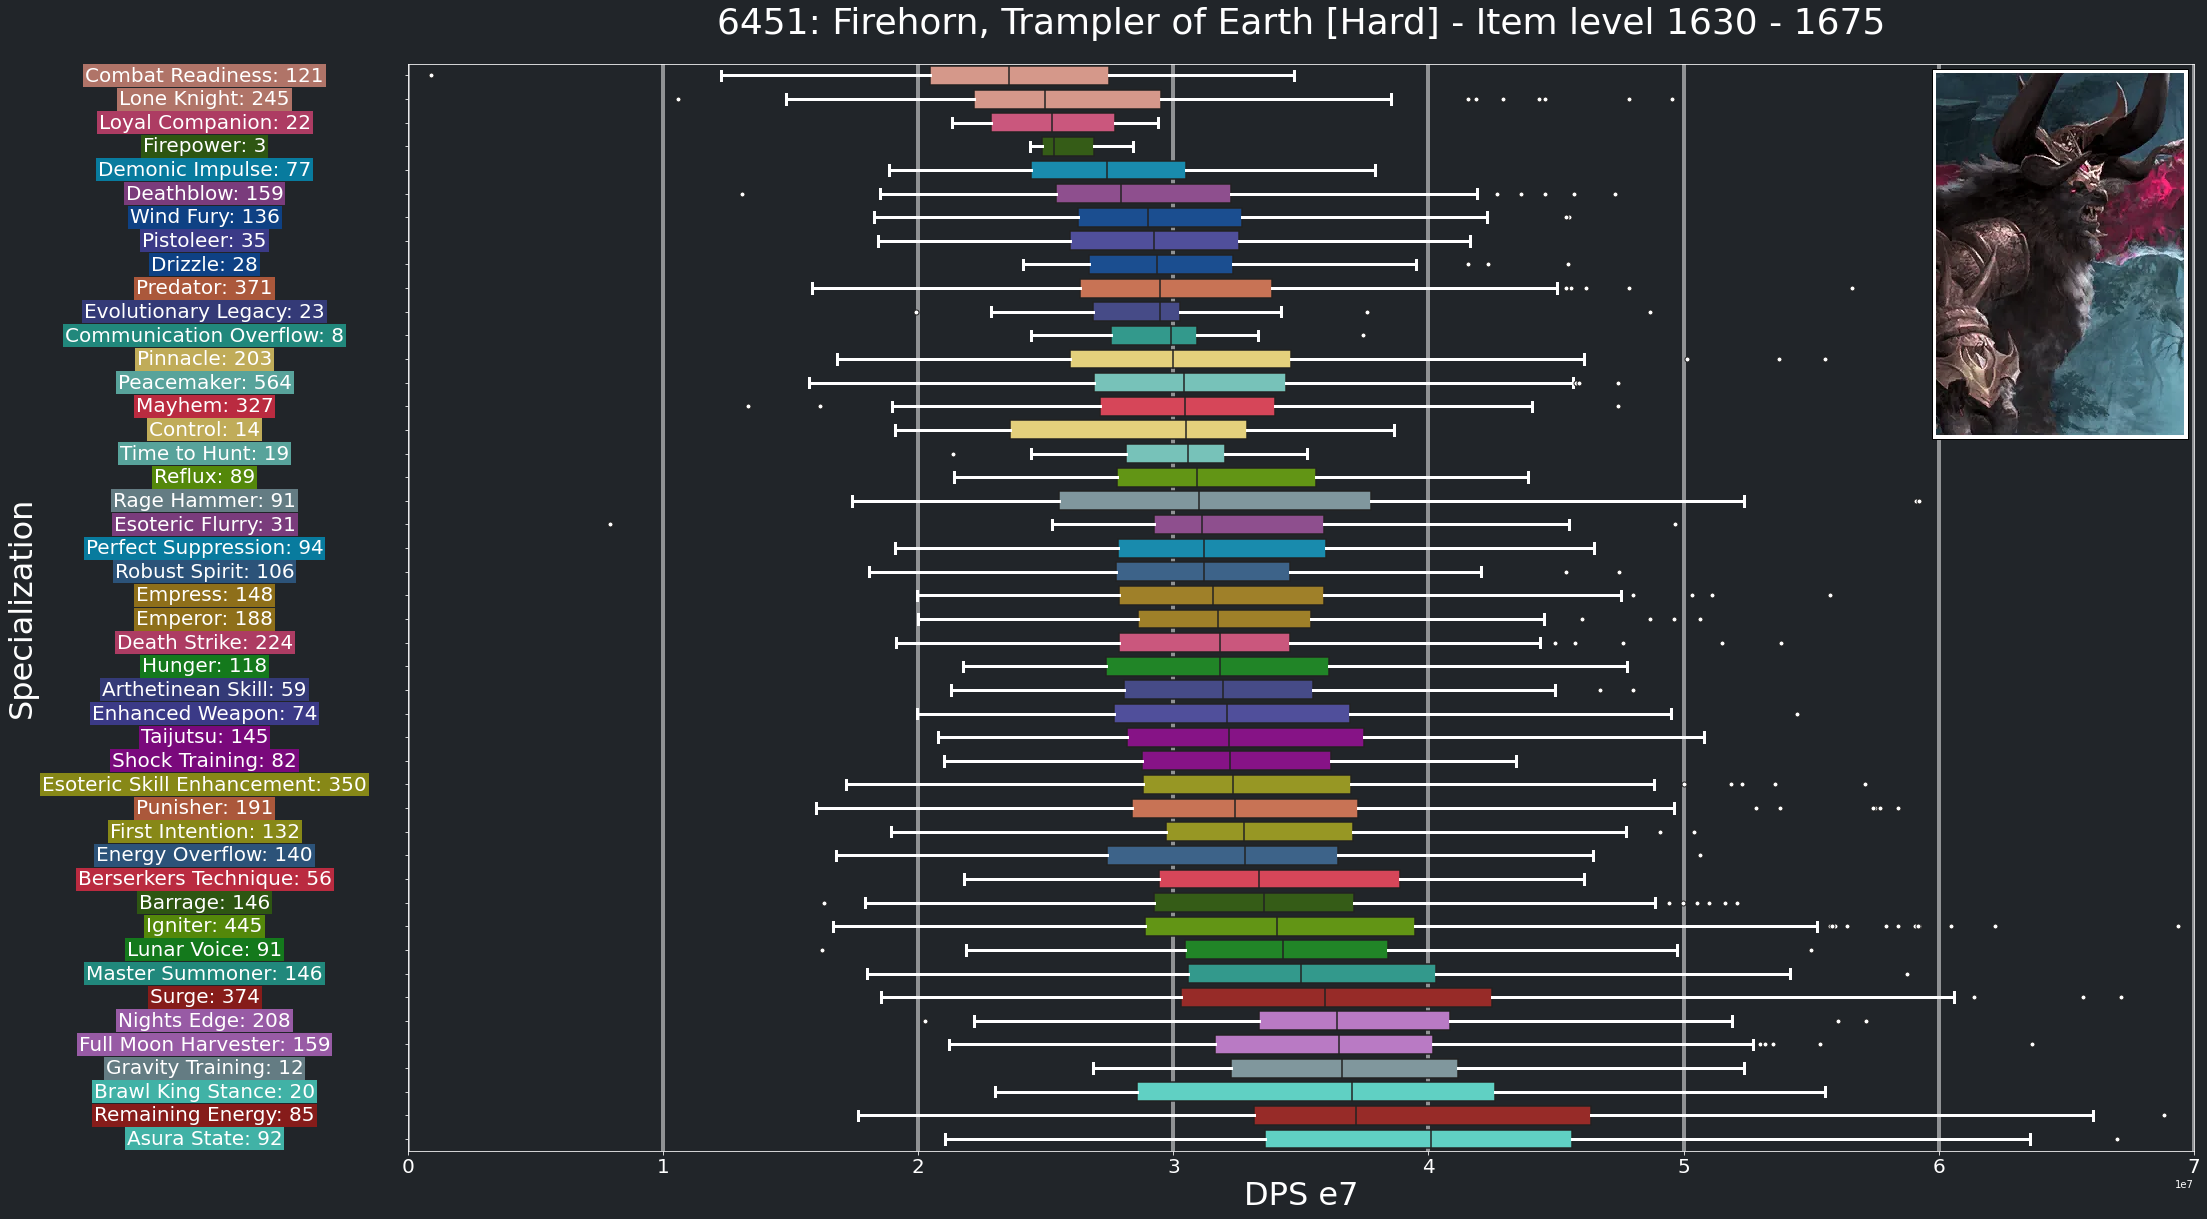 6451: Firehorn, Trampler of Earth [Hard] - Item level 1630 - 1675
Specialization
Combat Readiness: 121
Lone Knight: 245
Loyal Companion: 22
Firepower: 3
Demonic Impulse: 77
Deathblow: 159
Wind Fury: 136
Pistoleer: 35
Drizzle: 28
Predator: 371
Evolutionary Legacy: 23
Communication Overflow: 8
Pinnacle: 203
Peacemaker: 564
Mayhem: 327
Control: 14
Time to Hunt: 19
Reflux: 89
Rage Hammer: 91
Esoteric Flurry: 31
Perfect Suppression: 94
Robust Spirit: 106
Empress: 148
Emperor: 188
Death Strike: 224
Hunger: 118
Arthetinean Skill: 59
Enhanced Weapon: 74
Taijutsu: 145
Shock Training: 82
Esoteric Skill Enhancement: 350
Punisher: 191
First Intention: 132
Energy Overflow: 140
Berserkers Technique: 56
Barrage: 146
Igniter: 445
Lunar Voice: 91
Master Summoner: 146
Surge: 374
Nights Edge: 208
Full Moon Harvester: 159
Gravity Training: 12
Brawl King Stance: 20
Remaining Energy: 85
Asura State: 92
0 1 2 3 4 5 6 7
1e7
DPS e7